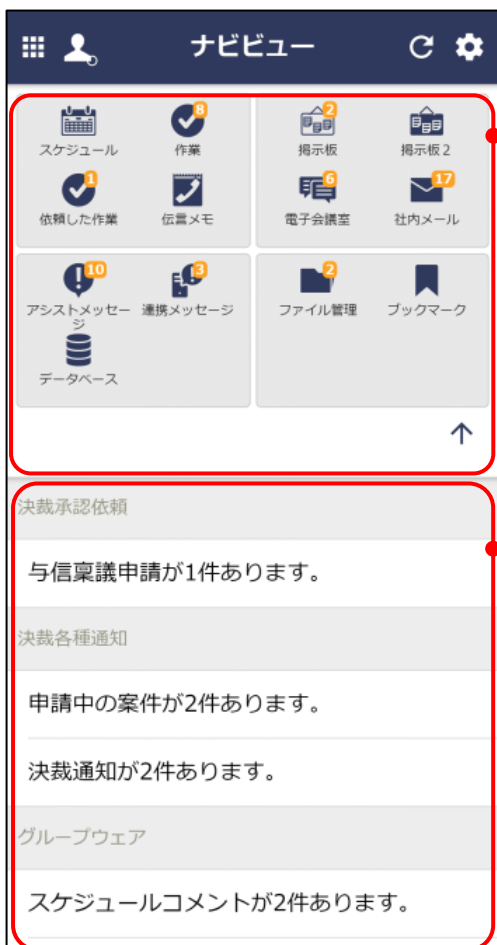 ナビビュー
スケジュール
8
作業
2
掲示板
掲示板2
1
依頼した作業
伝言メモ
6
電子会議室
17
社内メール
10
アシストメッセー
ジ
3
連携メッセージ
2
ファイル管理
ブックマーク
データベース
決裁承認依頼
与信稟議申請が1件あります。
決裁各種通知
申請中の案件が2件あります。
決裁通知が2件あります。
グループウェア
スケジュールコメントが2件あります。